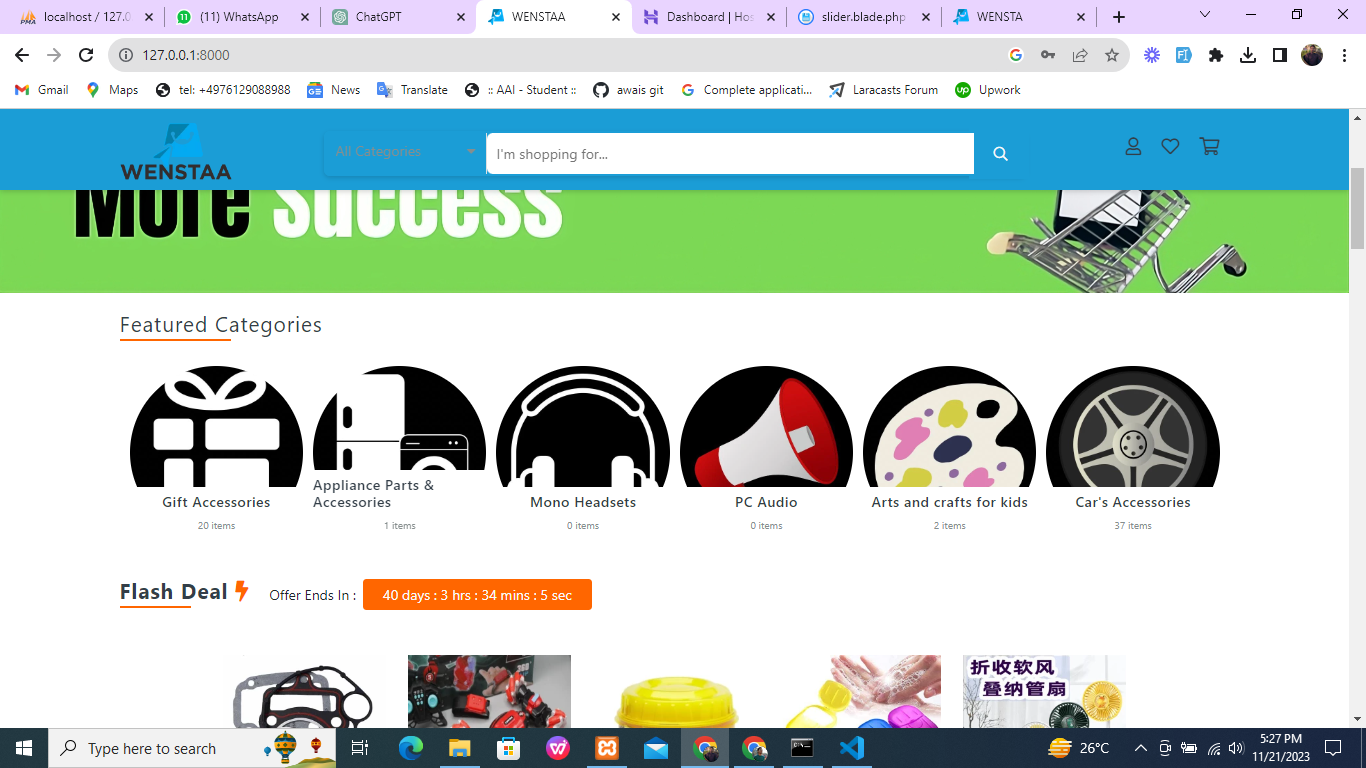 localhost / 127.0
(11) WhatsApp
ChatGPT
WENSTAA
Dashboard | Hos
slider.blade.php
WENSTA
127.0.0.1:8000
Gmail
Maps
tel: +4976129088988
News
Translate
:: AAI - Student ::
awais git
Complete applicati...
Laracasts Forum
Upwork
WENSTAA
All Categories
I'm shopping for...
More Success
Featured Categories
Gift Accessories
20 items
Appliance Parts &
Accessories
1 items
Mono Headsets
0 items
PC Audio
0 items
Arts and crafts for kids
2 items
Car's Accessories
37 items
Flash Deal
Offer Ends In :
40 days : 3 hrs : 34 mins : 5 sec
折收软风
叠纳管扇
Type here to search
26°C
5:27 PM
11/21/2023